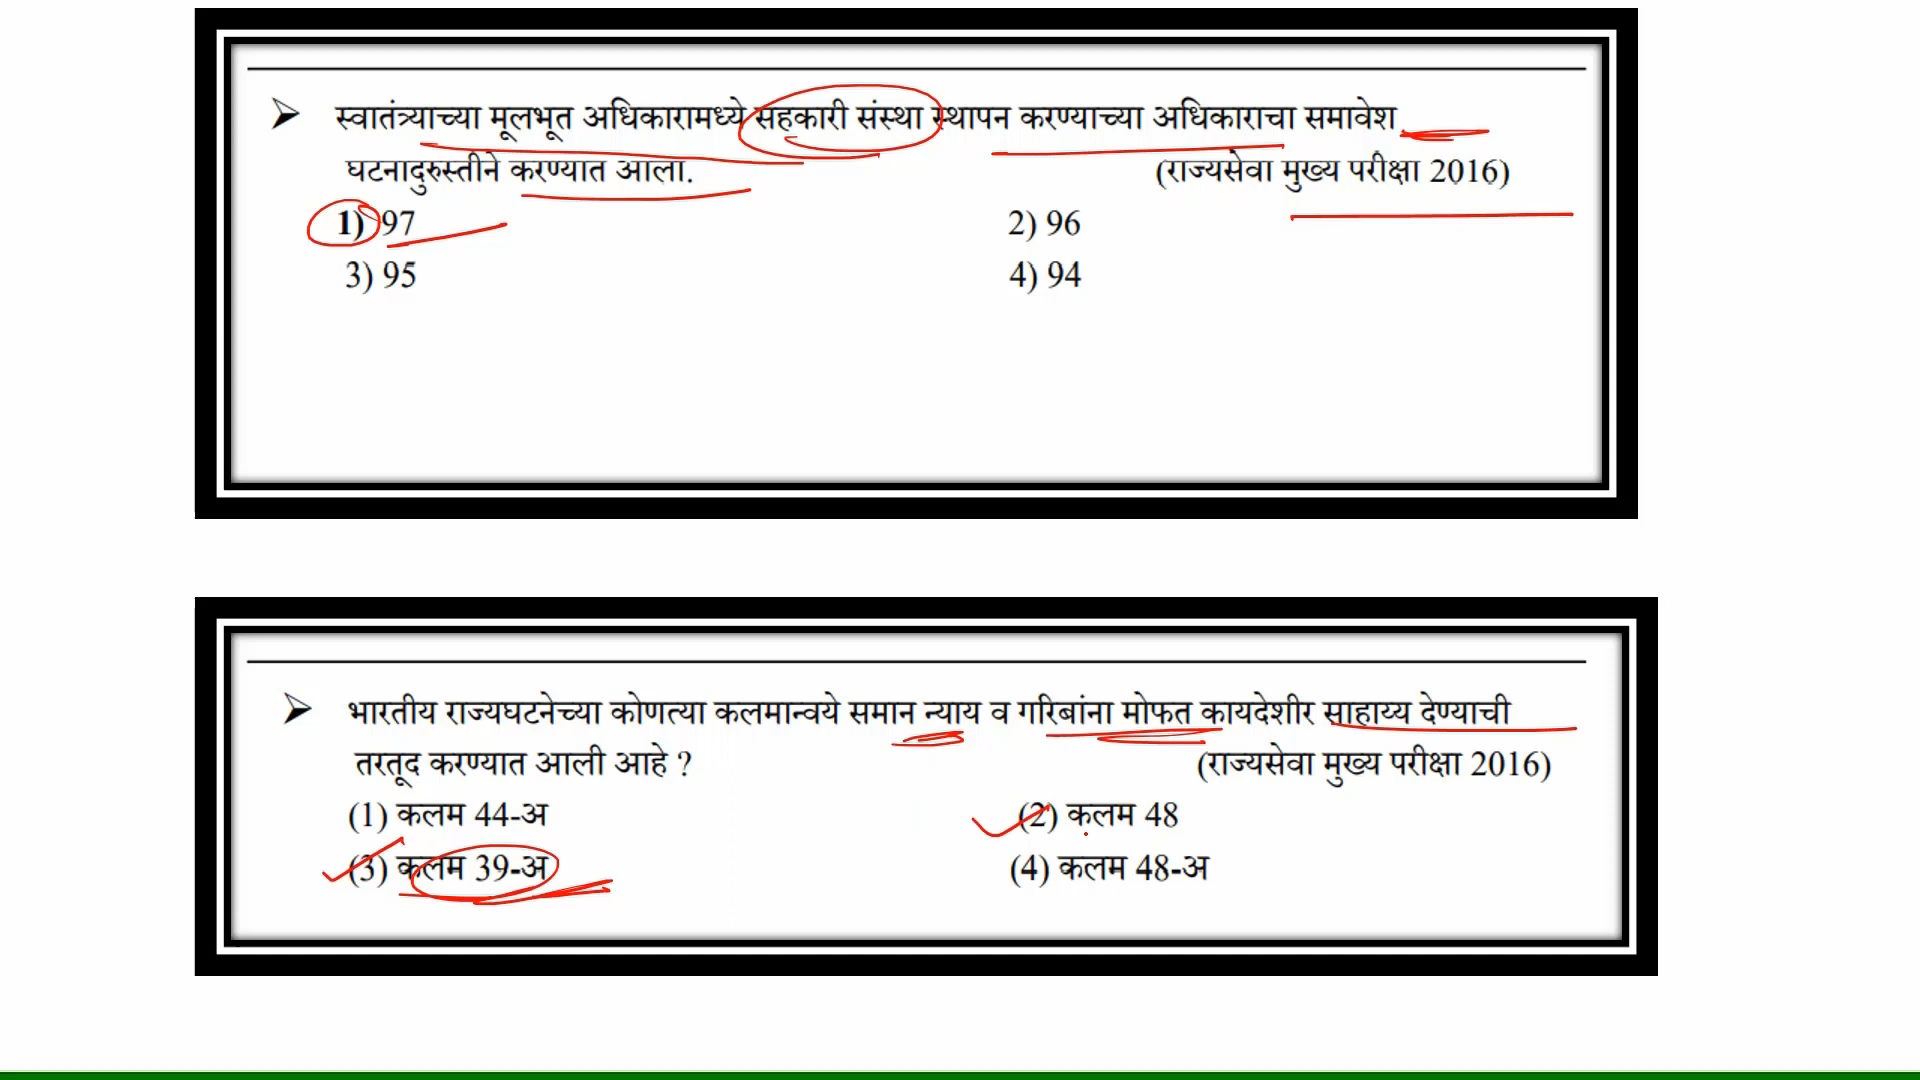 ➢ स्वातंत्र्याच्या मूलभूत अधिकारामध्ये सहकारी संस्था स्थापन करण्याच्या अधिकाराचा समावेश
घटनादुरुस्तीने करण्यात आला. (राज्यसेवा मुख्य परीक्षा 2016)
1) 97 2) 96
3) 95 4) 94
➢ भारतीय राज्यघटनेच्या कोणत्या कलमान्वये समान न्याय व गरिबांना मोफत कायदेशीर साहाय्य देण्याची
तरतूद करण्यात आली आहे ? (राज्यसेवा मुख्य परीक्षा 2016)
(1) कलम 44-अ (2) कलम 48
(3) कलम 39-अ (4) कलम 48-अ